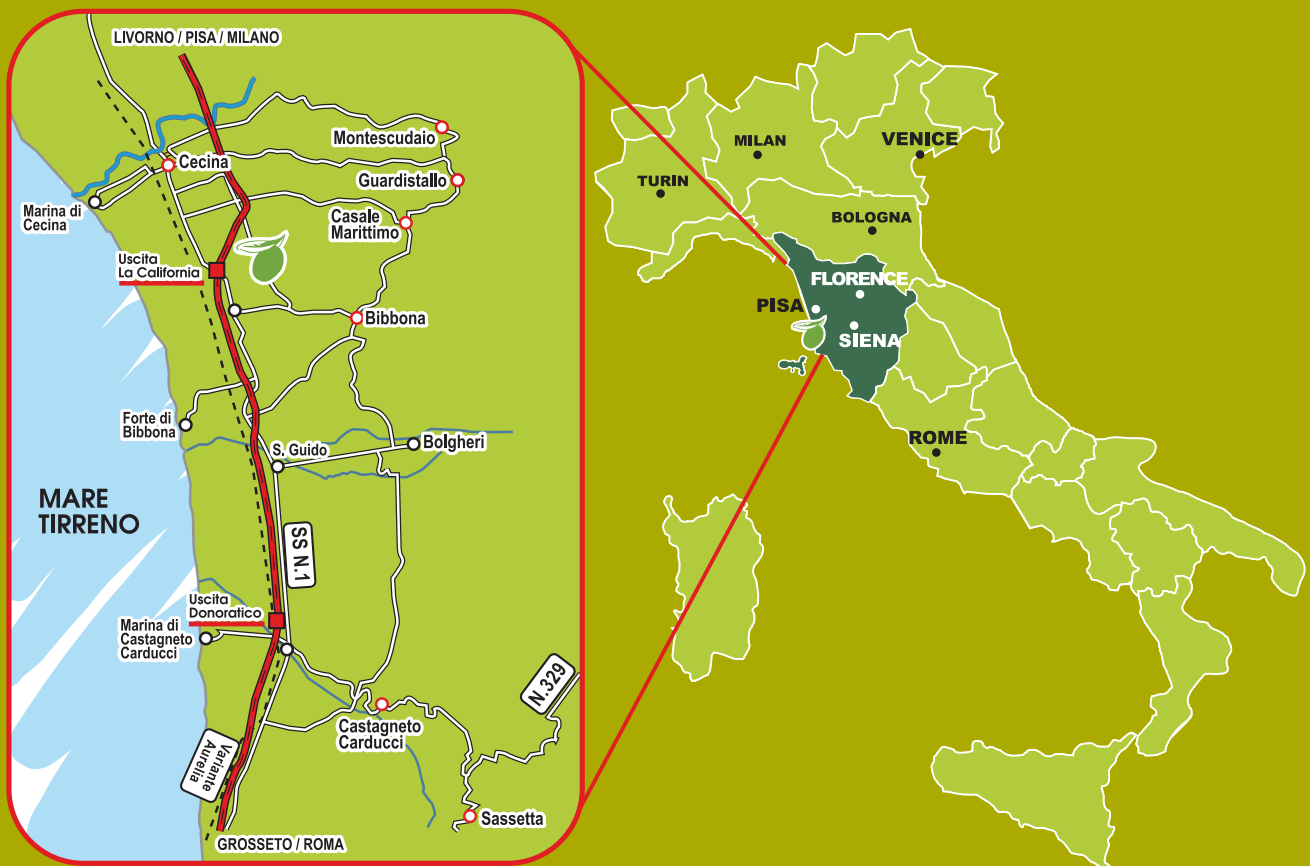 LIVORNO / PISA / MILANO
Montescudaio
Cecina
Guardistallo
Marina di
Cecina
Casale
Marittimo
Uscita
La California
Bibbona
Forte di
Bibbona
S. Guido
Bolgheri
MARE
TIRRENO
SS N.1
Uscita
Donoratico
Marina di
Castagneto
Carducci
N.329
Castagneto
Carducci
Variante
Aurelia
Sassetta
GROSSETO / ROMA
MILAN
VENICE
TURIN
BOLOGNA
FLORENCE
PISA
SIENA
ROME